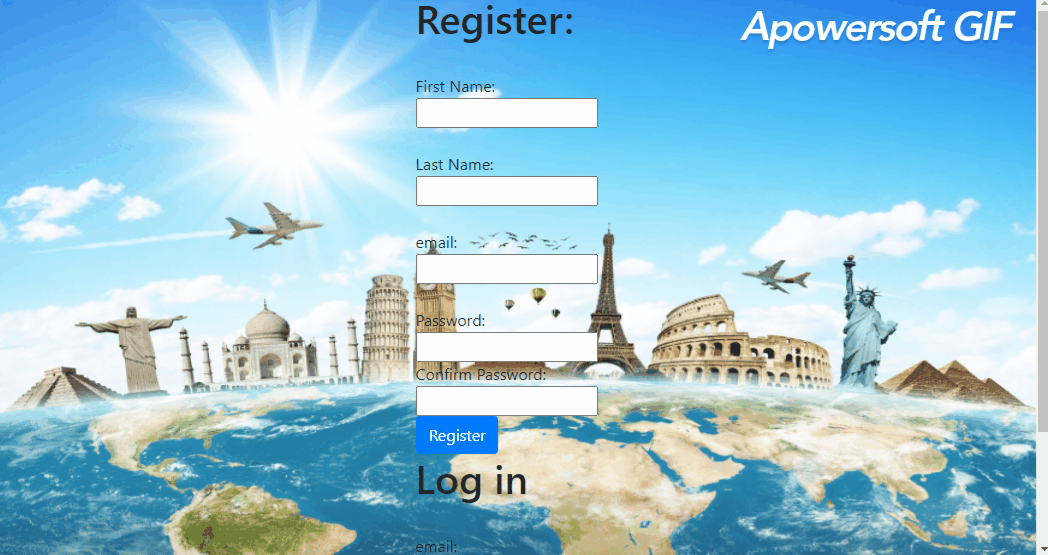 Register:
Apowersoft GIF
First Name:
Last Name:
email:
Password:
Confirm Password:
Register
Log in
email: